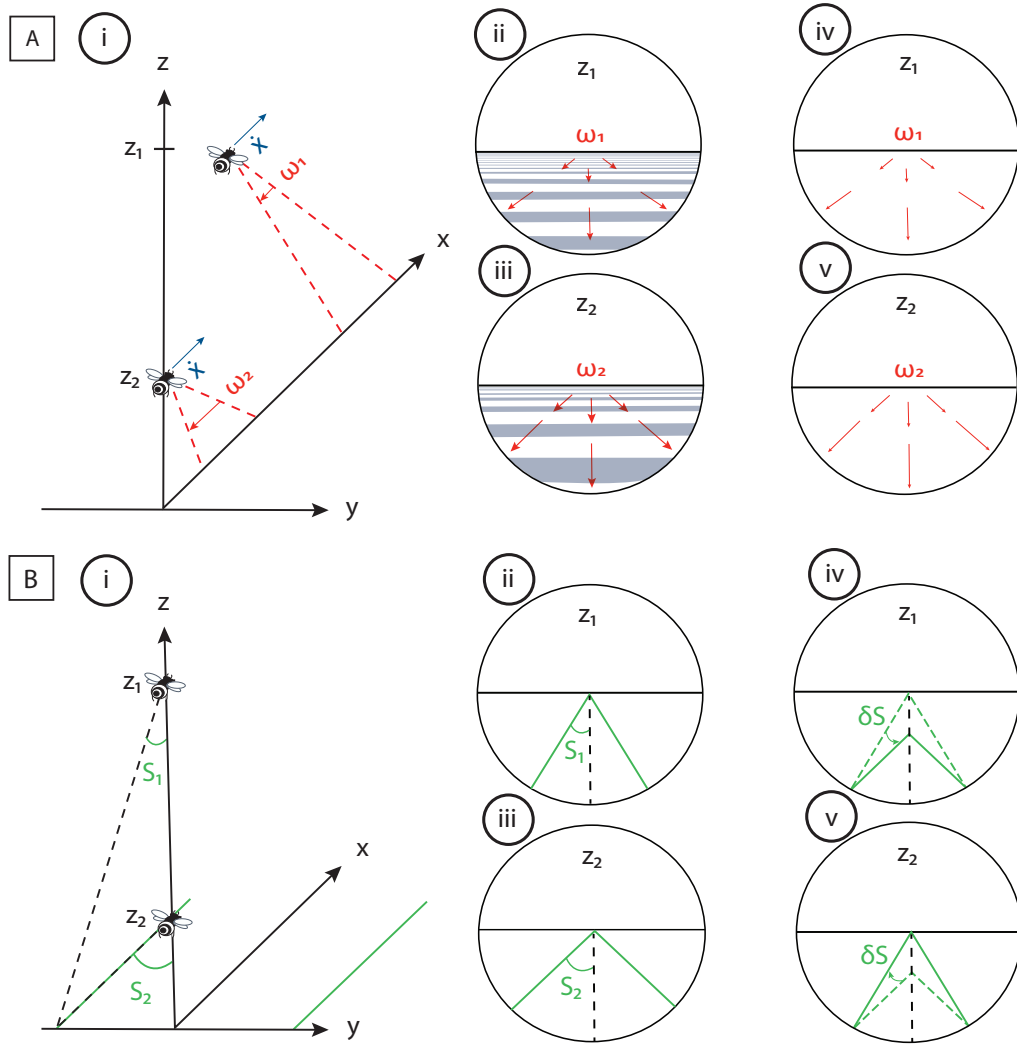 A
i
z
z₁
ẋ
ω₁
x
z₂
ẋ
ω₂
y
ii
z₁
ω₁
iii
z₂
ω₂
iv
z₁
ω₁
v
z₂
ω₂
B
i
z
z₁
S₁
x
z₂
S₂
y
ii
z₁
S₁
iii
z₂
S₂
iv
z₁
δS
v
z₂
δS